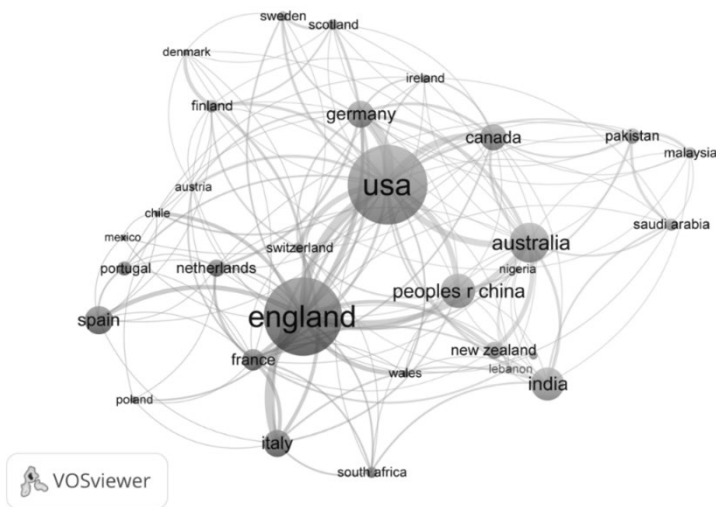 sweden
scotland
denmark
ireland
finland
germany
canada
pakistan
malaysia
usa
austria
chile
saudi arabia
mexico
switzerland
australia
portugal
netherlands
nigeria
peoples r china
spain
england
france
new zealand
wales
lebanon
india
poland
italy
south africa
VOSviewer